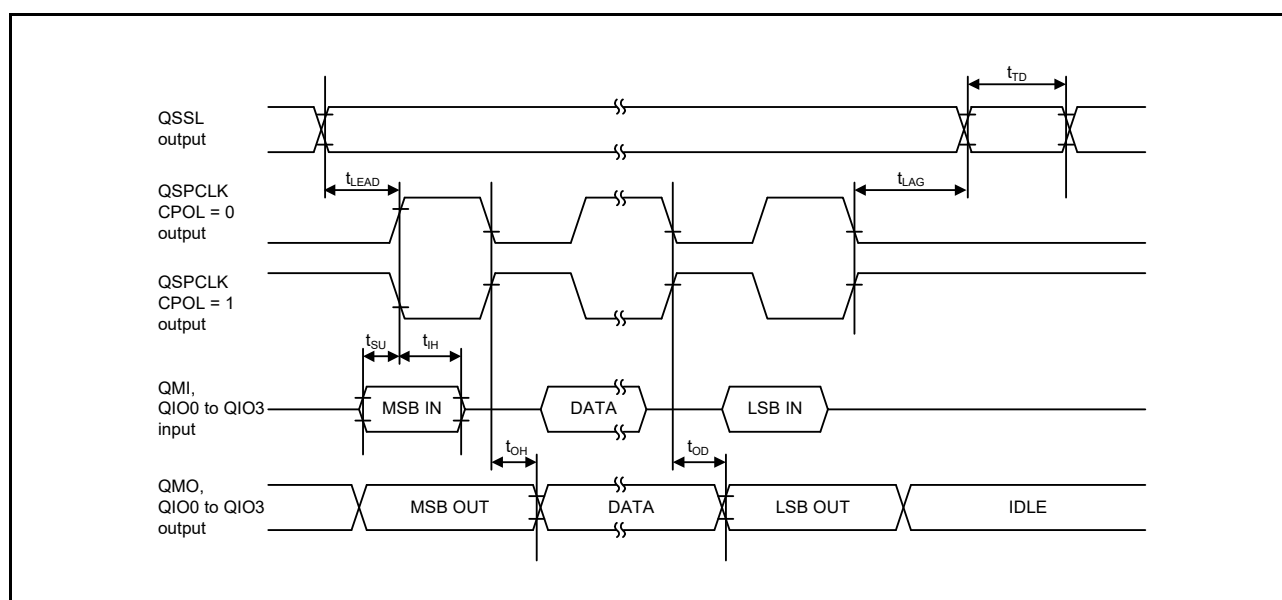 tTD
QSSL
output
tLEAD
tLAG
QSPCLK
CPOL = 0
output
QSPCLK
CPOL = 1
output
tSU
tIH
QMI,
QIO0 to QIO3
input
MSB IN
DATA
LSB IN
tOH
tOD
QMO,
QIO0 to QIO3
output
MSB OUT
DATA
LSB OUT
IDLE